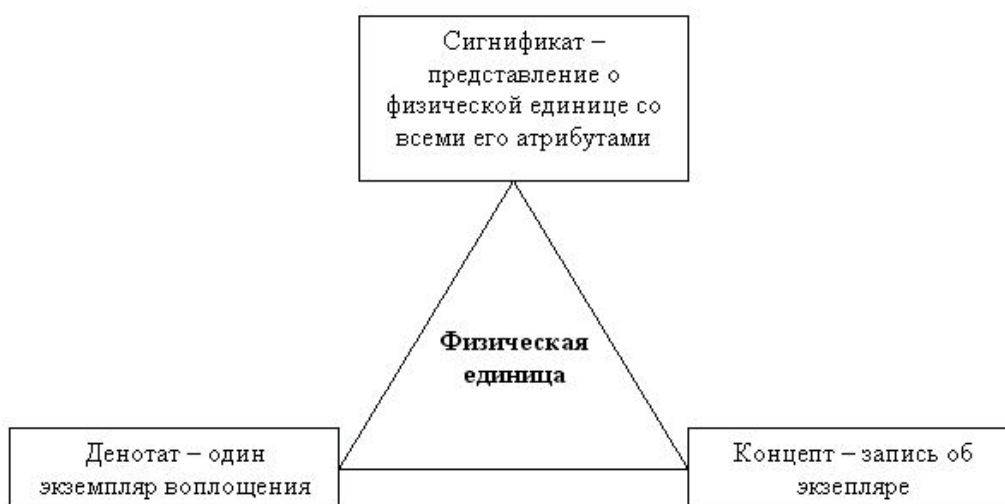 Сигнификат –
представление о
физической единице со
всеми его атрибутами
Физическая
единица
Денотат – один
экземпляр воплощения
Концепт – запись об
экзепляре